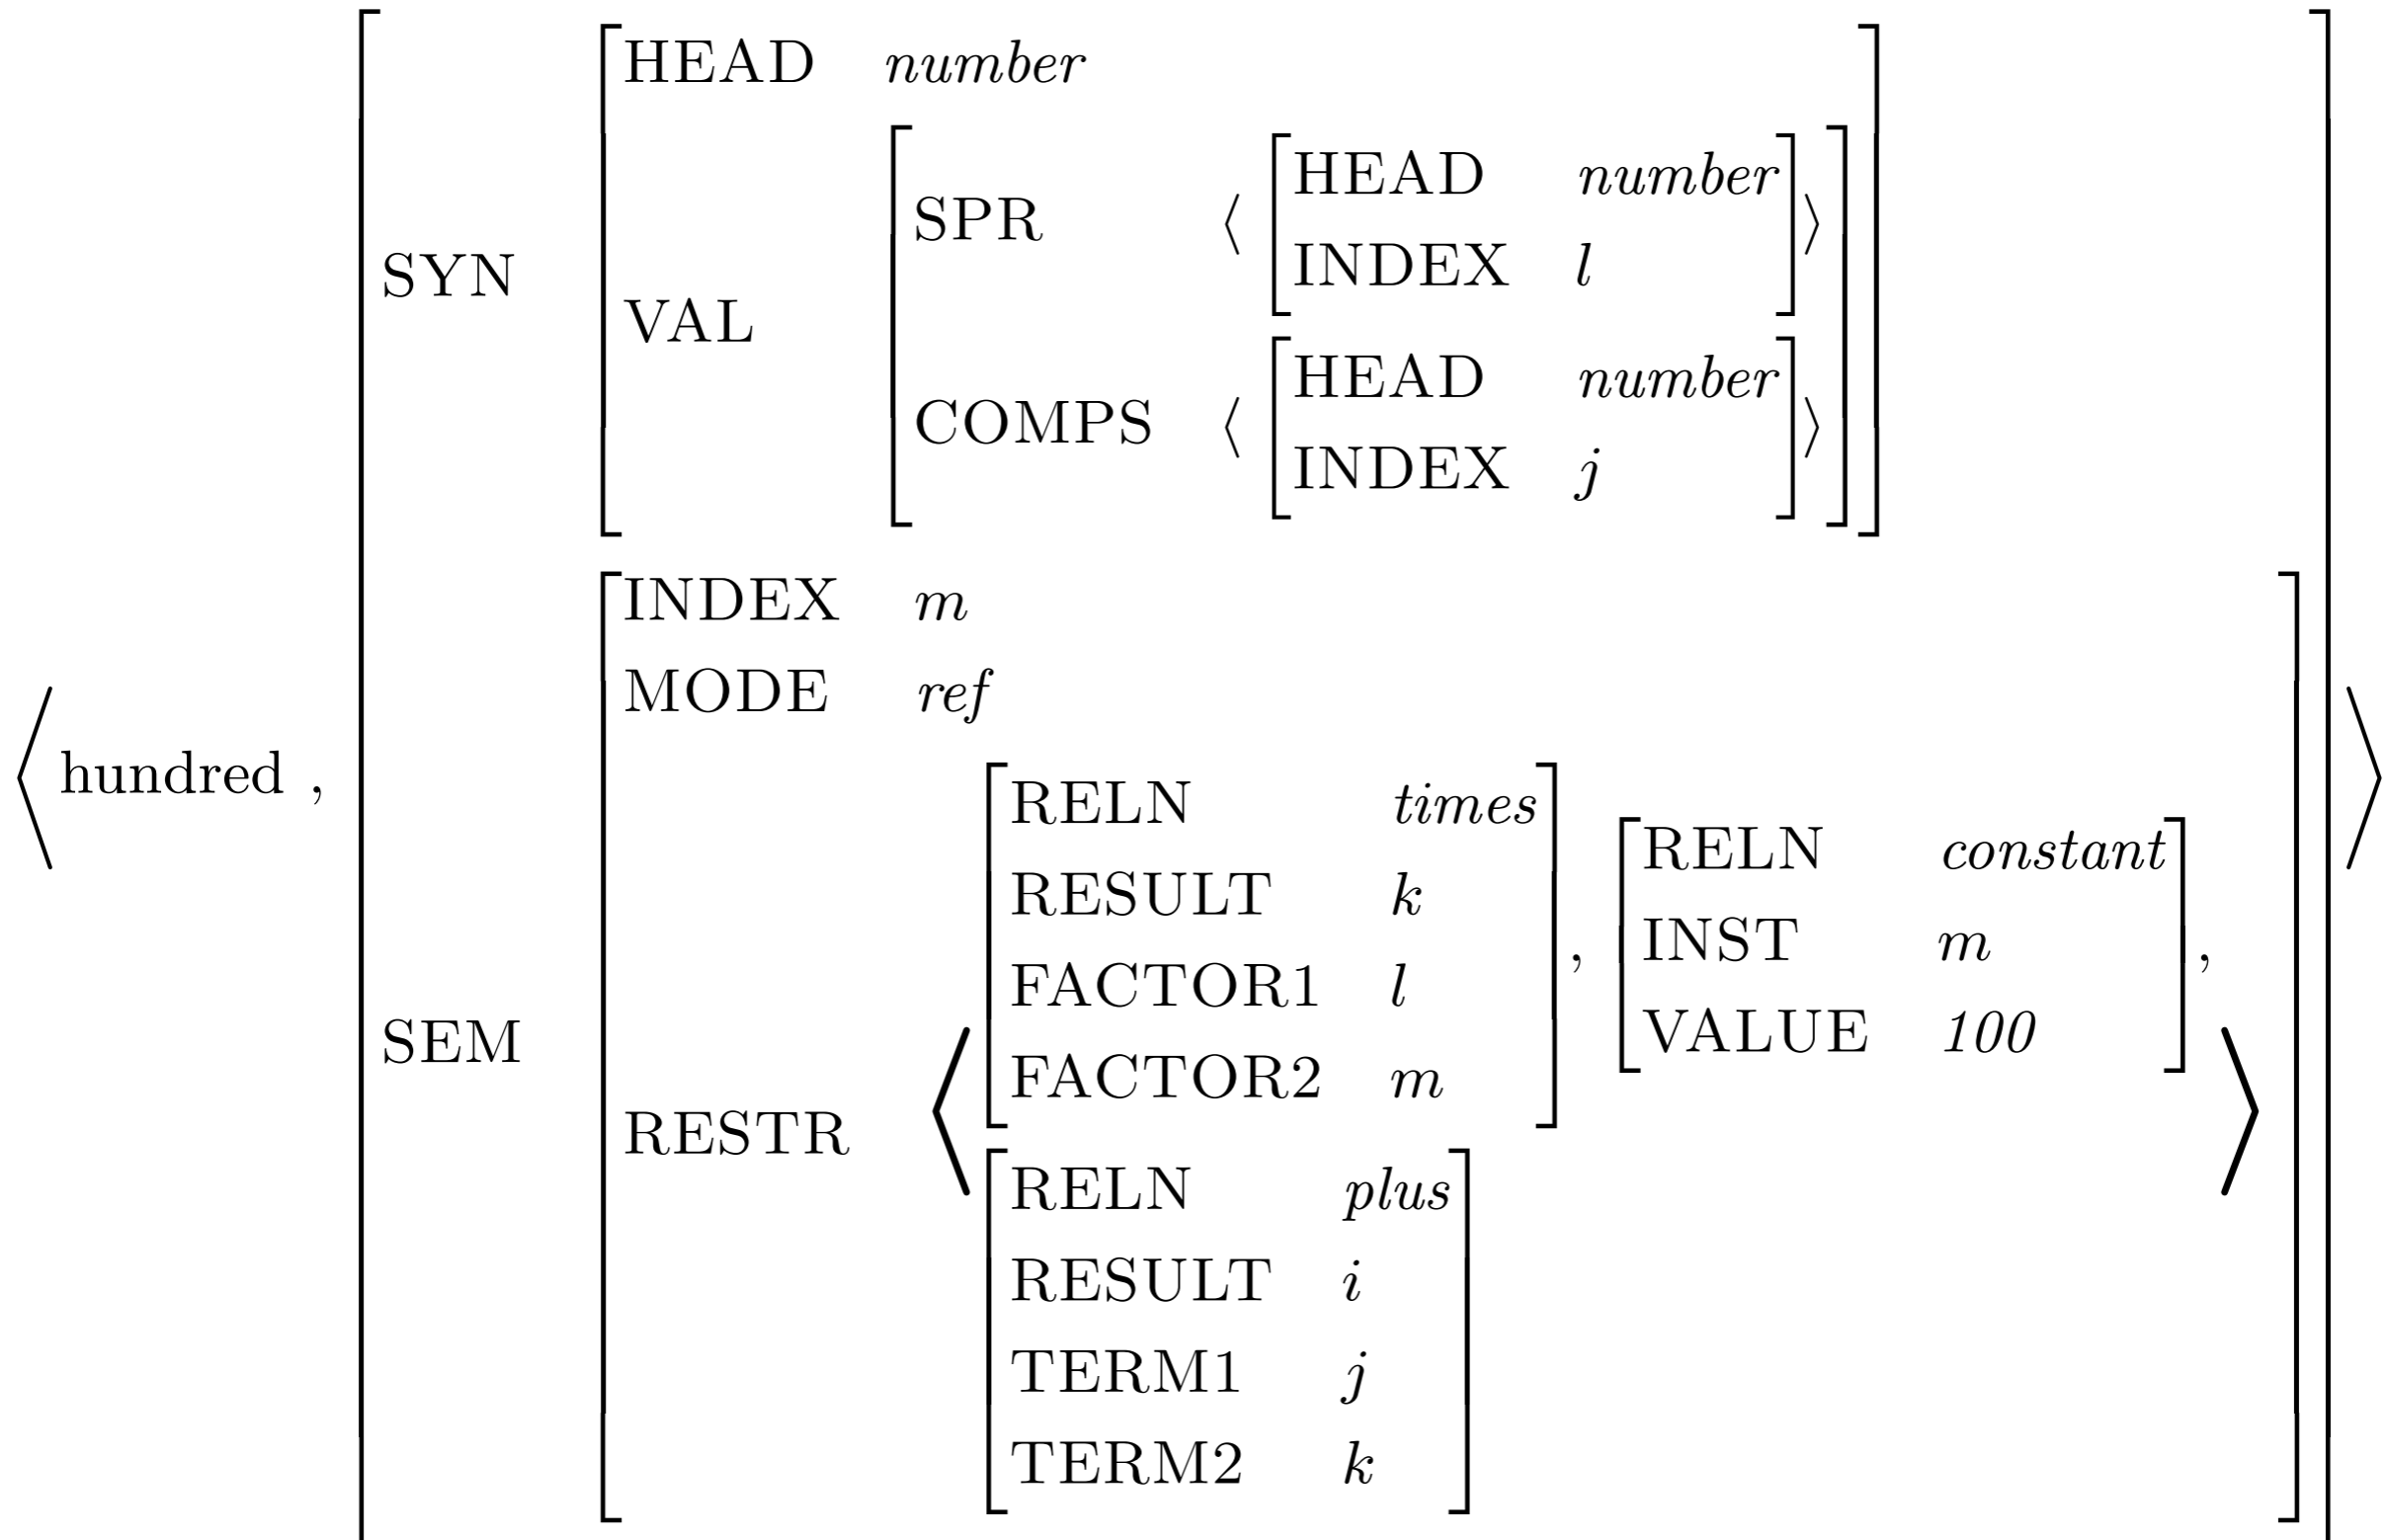 HEAD number
SPR ⟨ HEAD number
INDEX l ⟩
SYN
VAL
COMPS ⟨ HEAD number
INDEX j ⟩
INDEX m
MODE ref
⟨ hundred ,
RELN times
RESULT k
FACTOR1 l
FACTOR2 m ,
RELN constant
INST m
VALUE 100 ,
SEM
RESTR ⟨
RELN plus
RESULT i
TERM1 j
TERM2 k
⟩
⟩